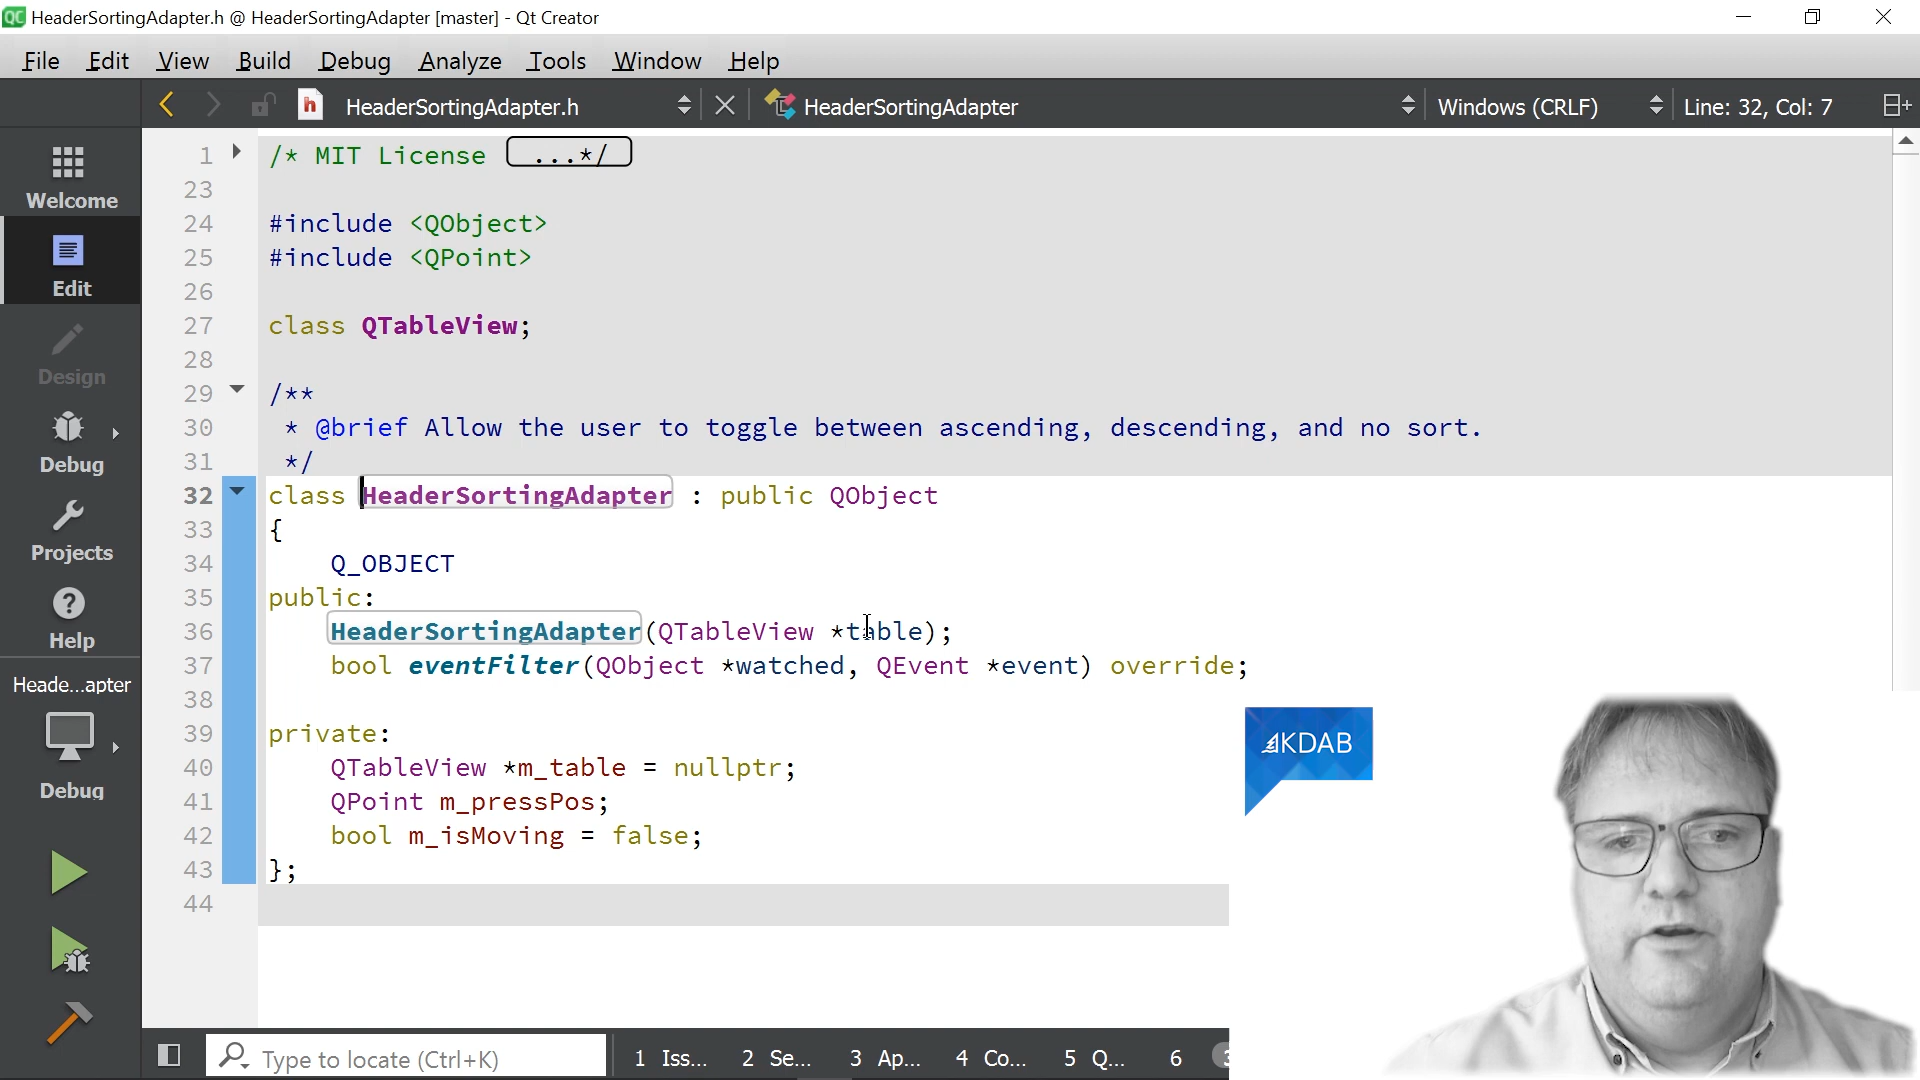 HeaderSortingAdapter.h @ HeaderSortingAdapter [master] - Qt Creator
File Edit View Build Debug Analyze Tools Window Help
HeaderSortingAdapter.h HeaderSortingAdapter Windows (CRLF) Line: 32, Col: 7
Welcome
Edit
Design
Debug
Projects
Help
Heade...apter
Debug
1 /* MIT License ...*/
23
24 #include <QObject>
25 #include <QPoint>
26
27 class QTableView;
28
29 /**
30 * @brief Allow the user to toggle between ascending, descending, and no sort.
31 */
32 class HeaderSortingAdapter : public QObject
33 {
34 Q_OBJECT
35 public:
36 HeaderSortingAdapter(QTableView *table);
37 bool eventFilter(QObject *watched, QEvent *event) override;
38
39 private:
40 QTableView *m_table = nullptr;
41 QPoint m_pressPos;
42 bool m_isMoving = false;
43 };
44
KDAB
Type to locate (Ctrl+K) 1 Iss... 2 Se... 3 Ap... 4 Co... 5 Q... 6